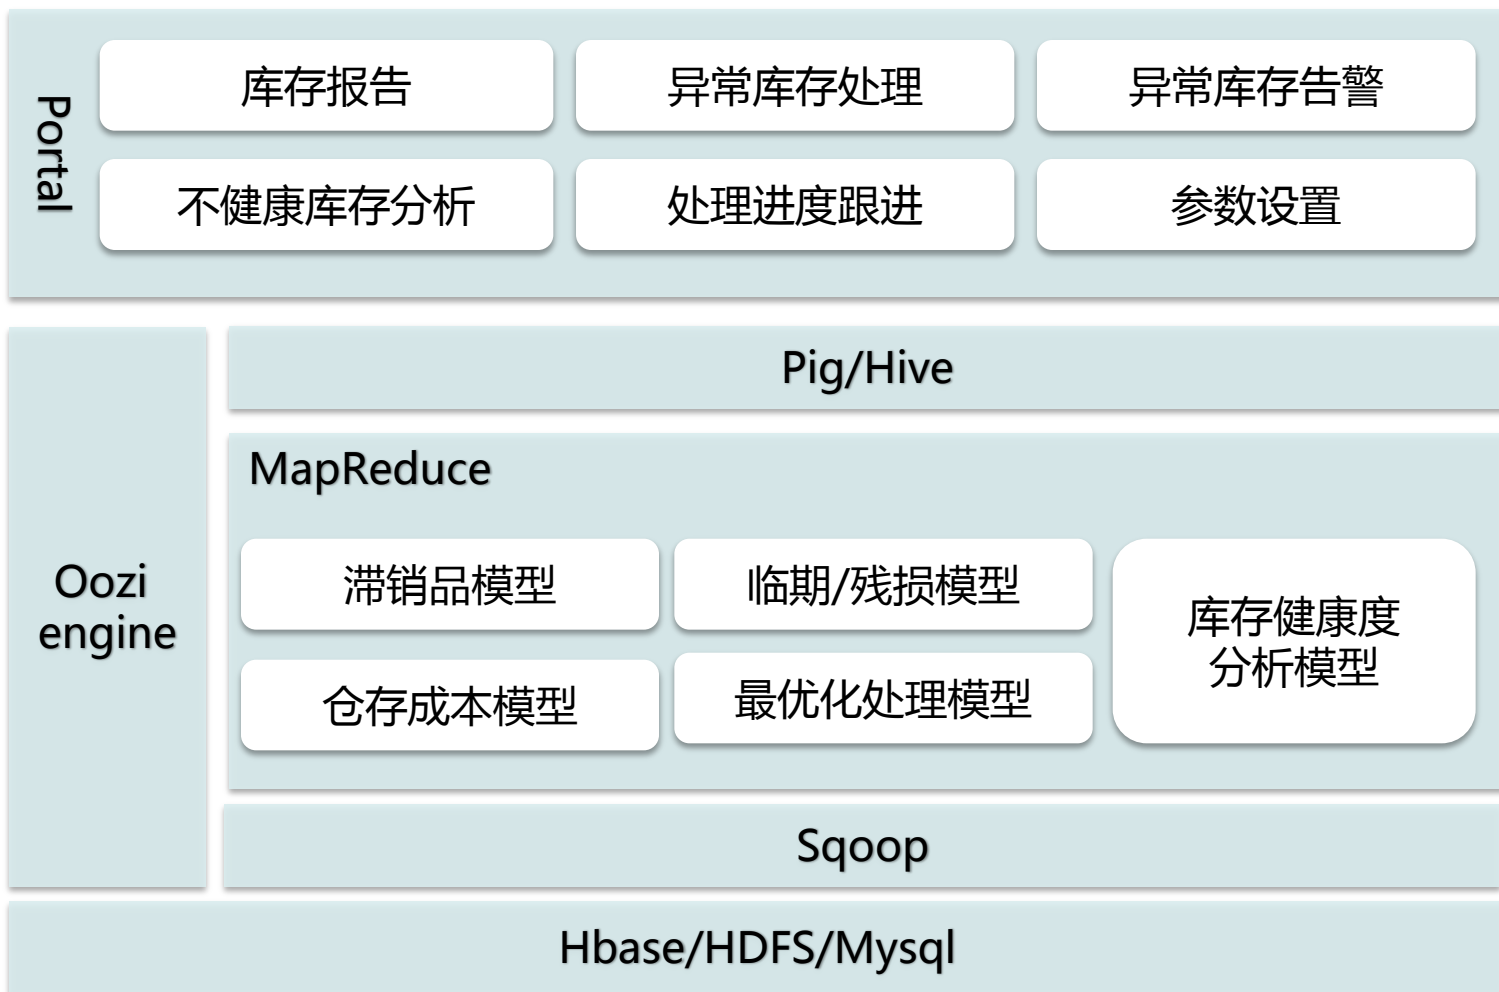 Portal
库存报告
异常库存处理
异常库存告警
不健康库存分析
处理进度跟进
参数设置
Oozi
engine
Pig/Hive
MapReduce
滞销品模型
临期/残损模型
仓存成本模型
最优化处理模型
库存健康度
分析模型
Sqoop
Hbase/HDFS/Mysql